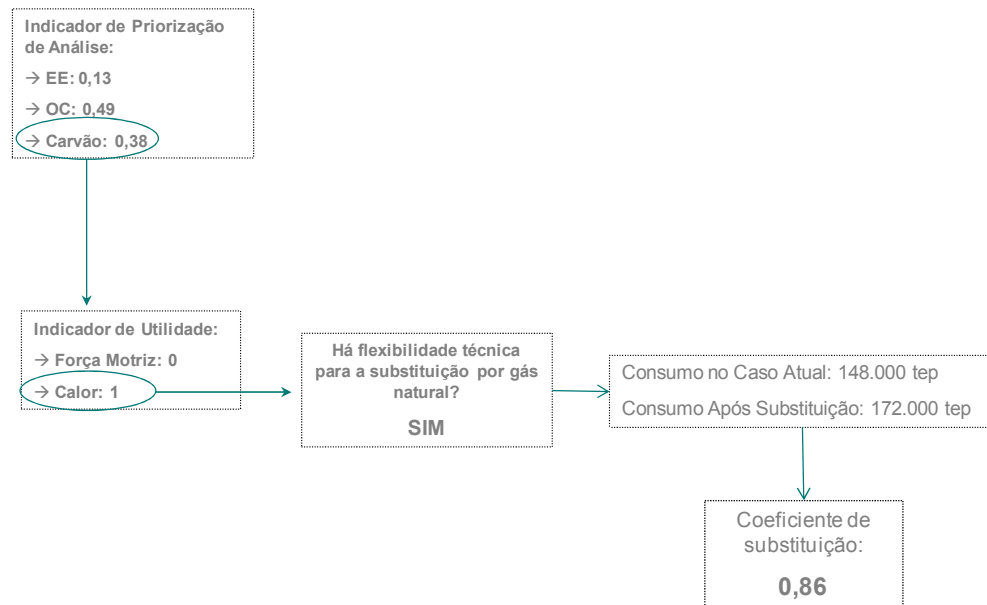 Indicador de Priorização
de Análise:
→ EE: 0,13
→ OC: 0,49
→ Carvão: 0,38
Indicador de Utilidade:
→ Força Motriz: 0
→ Calor: 1
Há flexibilidade técnica
para a substituição por gás
natural?
SIM
Consumo no Caso Atual: 148.000 tep
Consumo Após Substituição: 172.000 tep
Coeficiente de
substituição:
0,86